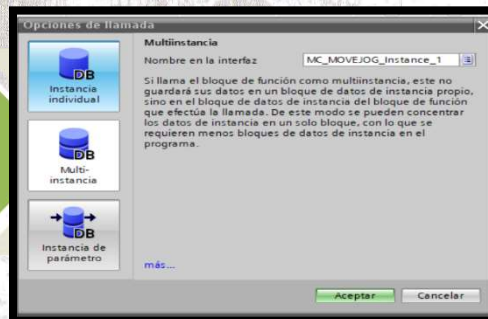 Opciones de llamada
Instancia
individual
Multi-
instancia
Instancia de
parámetro
Multiinstancia
Nombre en la interfaz MC_MOVEJOG_Instance_1
Si llama el bloque de función como multiinstancia, este no
guardará sus datos en un bloque de datos de instancia propio,
sino en el bloque de datos de instancia del bloque de función
que efectúa la llamada. De este modo se pueden concentrar
los datos de instancia en un solo bloque, con lo que se
requieren menos bloques de datos de instancia en el
programa.
más...
Aceptar Cancelar
DB
DB
DB